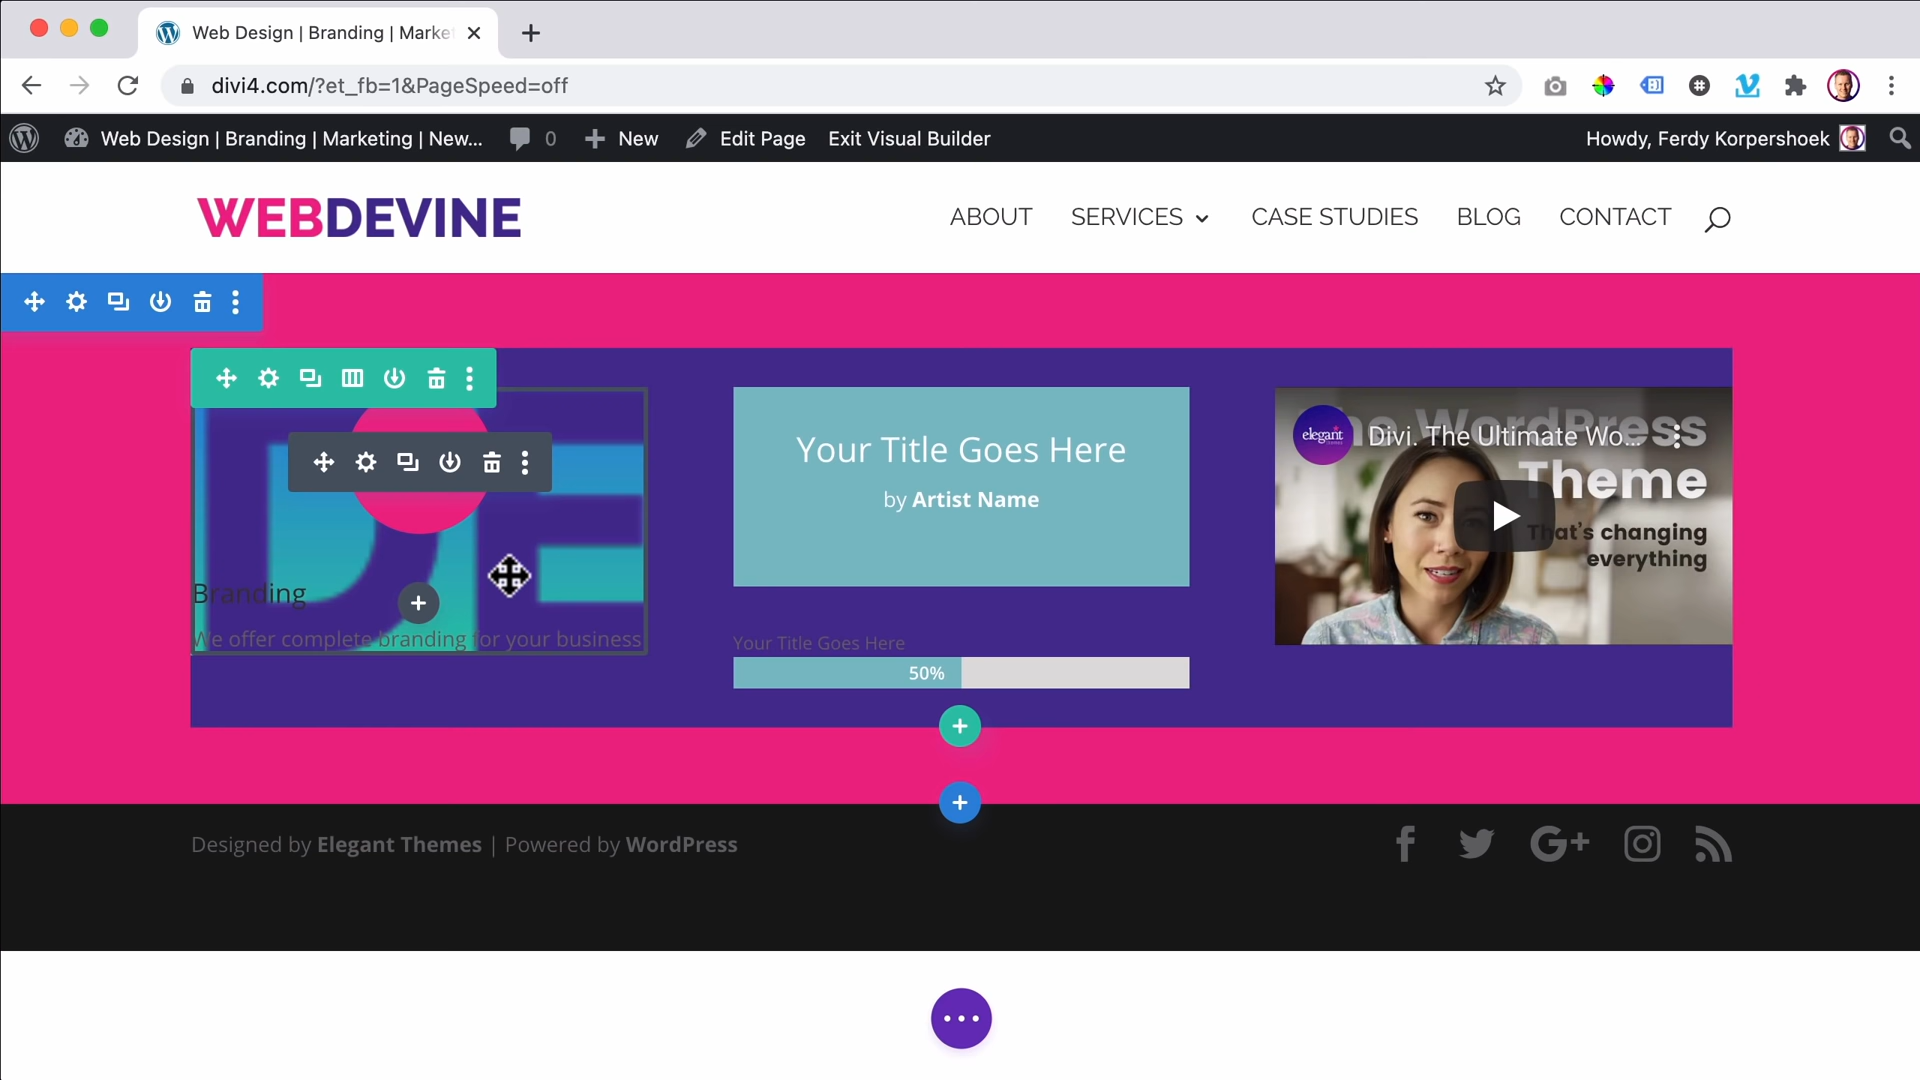 Web Design | Branding | Marke
divi4.com/?et_fb=1&PageSpeed=off
Web Design | Branding | Marketing | New... 0 New Edit Page Exit Visual Builder Howdy, Ferdy Korpershoek
WEBDEVINE
ABOUT SERVICES CASE STUDIES BLOG CONTACT
Branding
We offer complete branding for your business
Your Title Goes Here
by Artist Name
Your Title Goes Here
50%
elegant
Divi. The Ultimate Wo...
The WordPress
Theme
That's changing
everything
Designed by Elegant Themes | Powered by WordPress